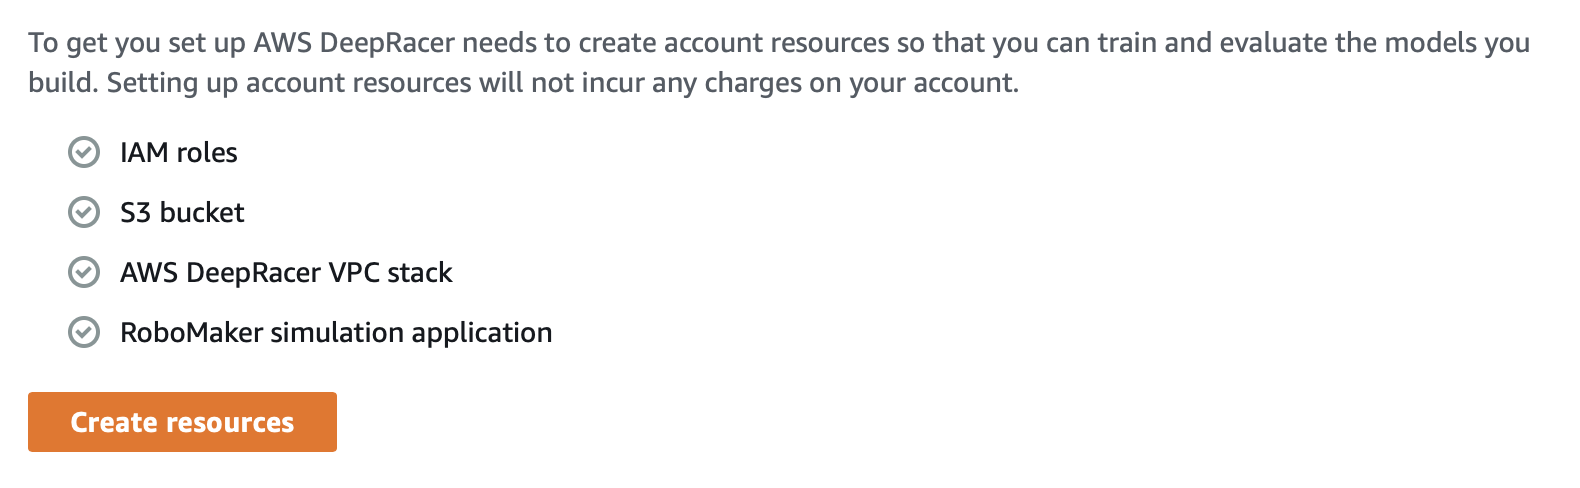 To get you set up AWS DeepRacer needs to create account resources so that you can train and evaluate the models you
build. Setting up account resources will not incur any charges on your account.
IAM roles
S3 bucket
AWS DeepRacer VPC stack
RoboMaker simulation application
Create resources